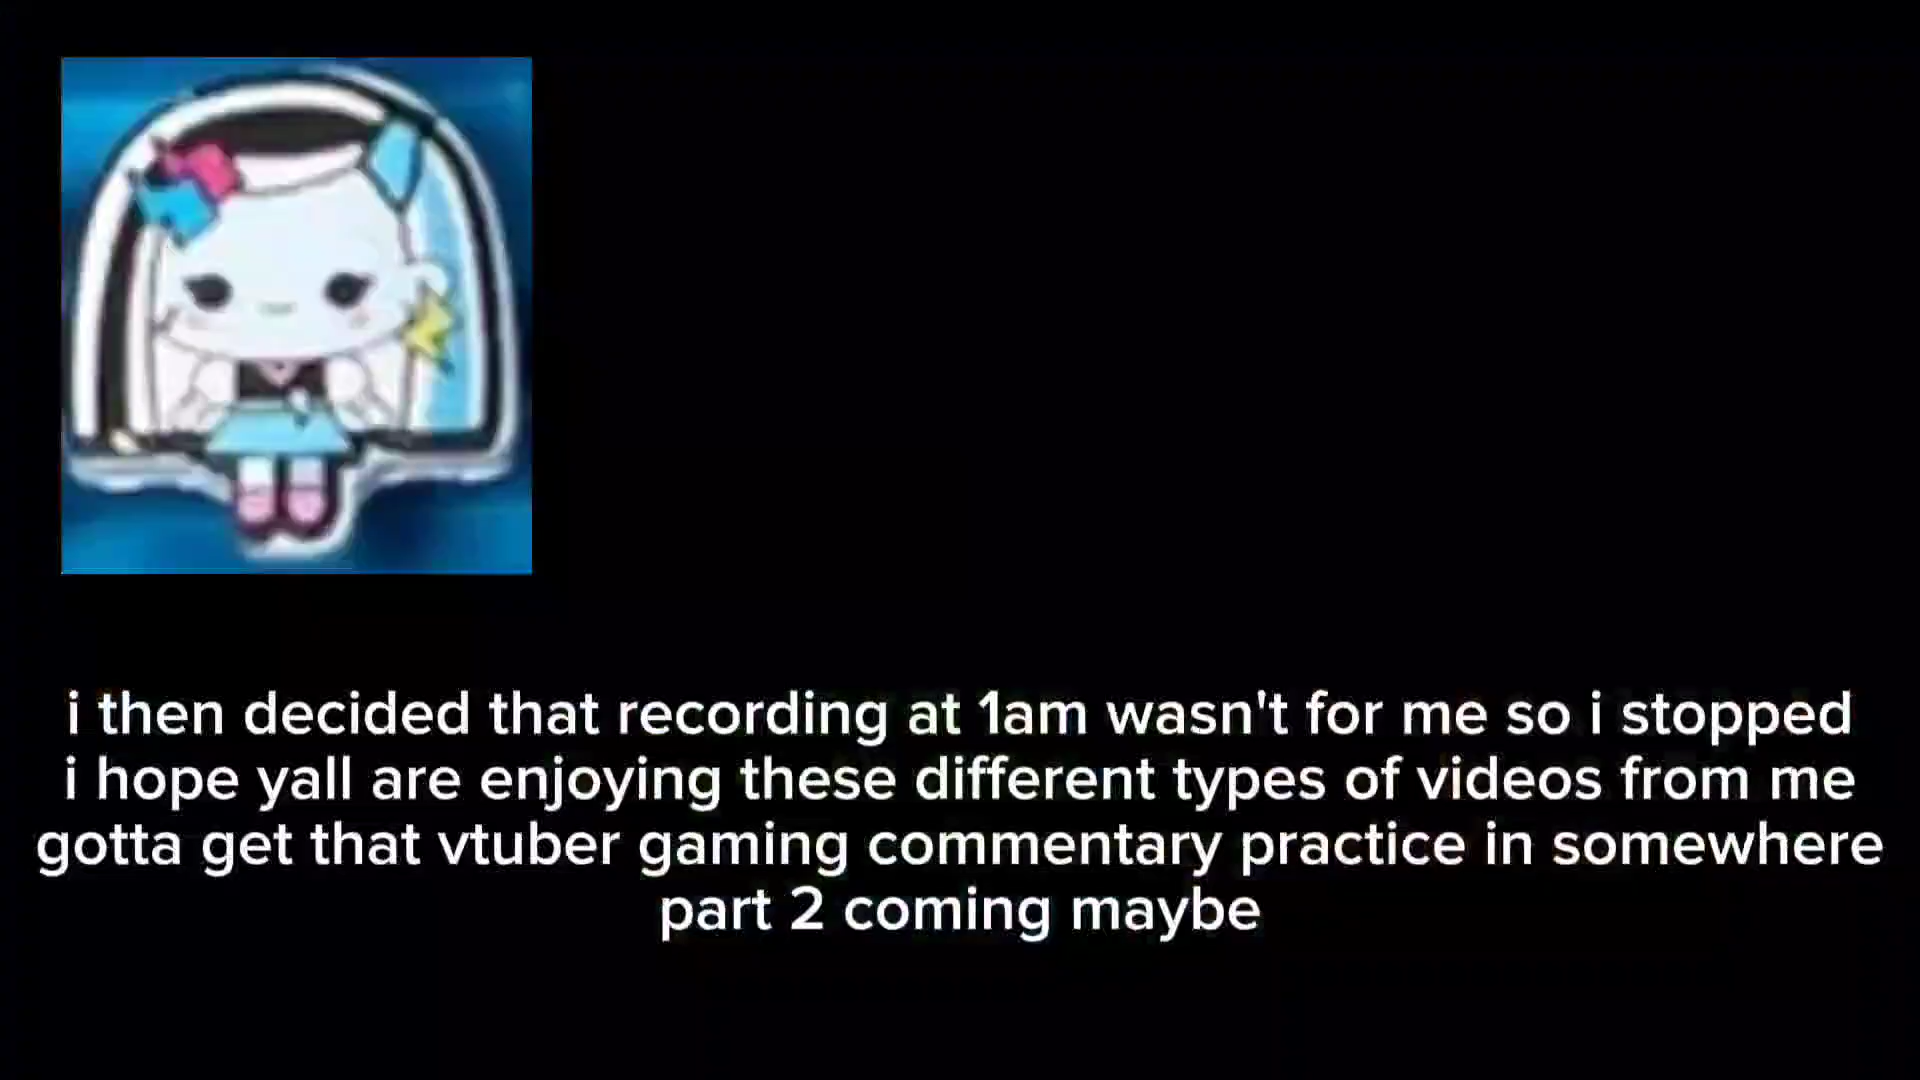 i then decided that recording at 1am wasn't for me so i stopped
i hope yall are enjoying these different types of videos from me
gotta get that vtuber gaming commentary practice in somewhere
part 2 coming maybe